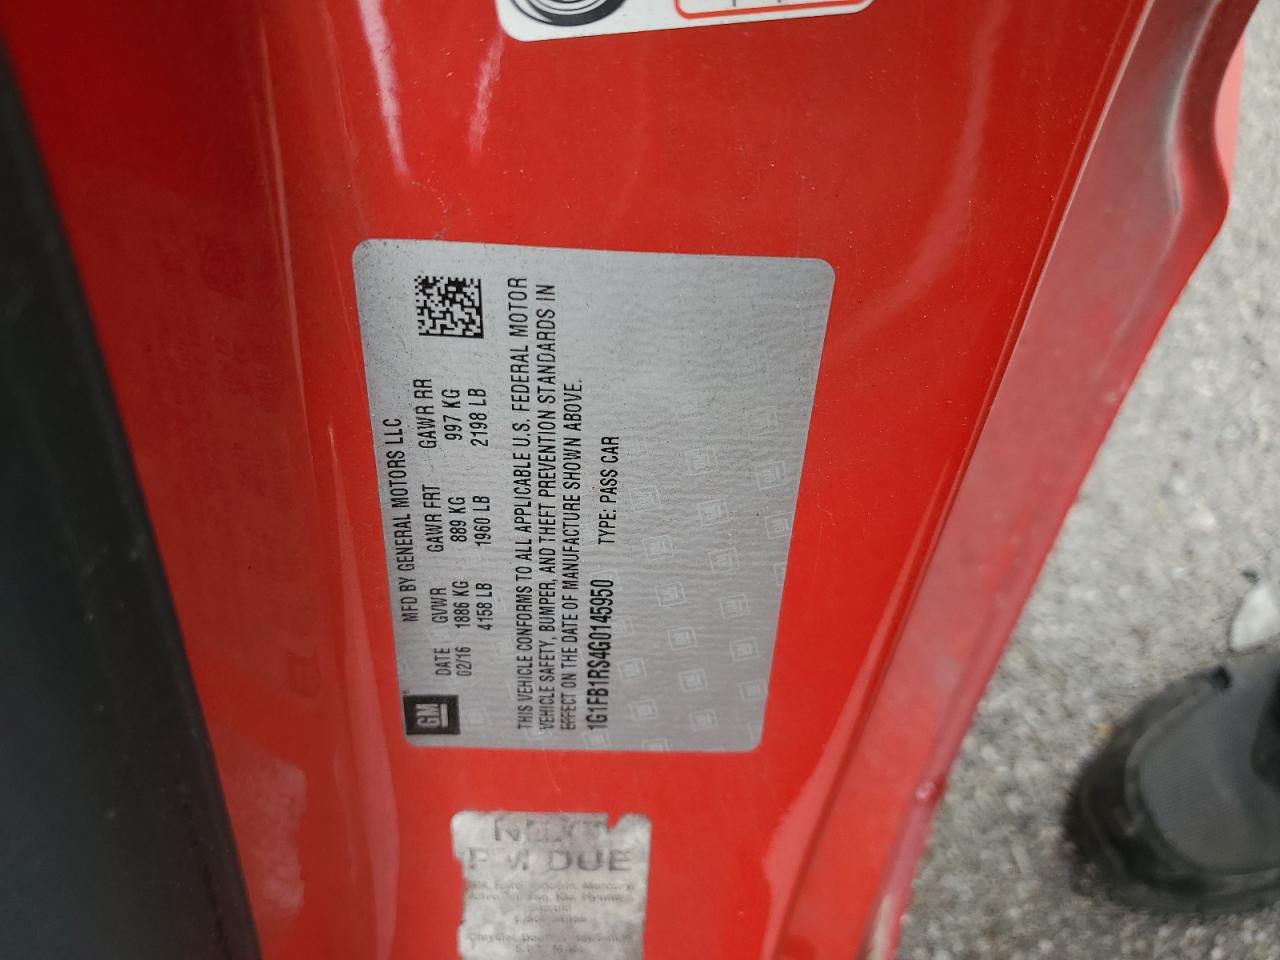 GM
MFD BY GENERAL MOTORS LLC
DATE GVWR GAWR FRT GAWR RR
02/16 1886 KG 889 KG 997 KG
4158 LB 1960 LB 2198 LB
THIS VEHICLE CONFORMS TO ALL APPLICABLE U.S. FEDERAL MOTOR
VEHICLE SAFETY, BUMPER, AND THEFT PREVENTION STANDARDS IN
EFFECT ON THE DATE OF MANUFACTURE SHOWN ABOVE.
1G1FB1RS4G0145950 TYPE: PASS CAR
NEXT
DUE